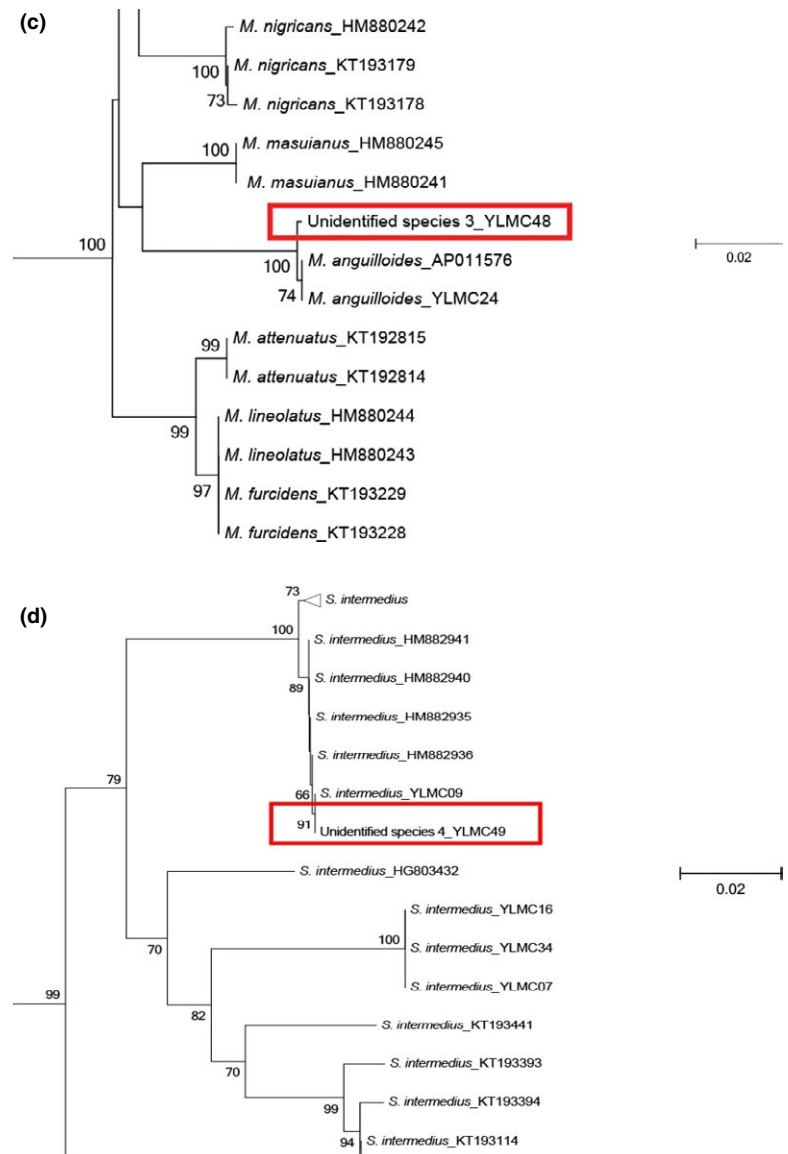 (c)
M. nigricans_HM880242
100
M. nigricans_KT193179
73
M. nigricans_KT193178
100
M. masuianus_HM880245
M. masuianus_HM880241
Unidentified species 3_YLMC48
100
100
M. anguilloides_AP011576
0.02
74
M. anguilloides_YLMC24
99
M. attenuatus_KT192815
M. attenuatus_KT192814
M. lineolatus_HM880244
99
M. lineolatus_HM880243
97
M. furcidens_KT193229
M. furcidens_KT193228
(d)
73
S. intermedius
100
S. intermedius_HM882941
89
S. intermedius_HM882940
S. intermedius_HM882935
S. intermedius_HM882936
79
66
S. intermedius_YLMC09
91
Unidentified species 4_YLMC49
S. intermedius_HG803432
0.02
S. intermedius_YLMC16
100
S. intermedius_YLMC34
70
S. intermedius_YLMC07
99
82
S. intermedius_KT193441
70
S. intermedius_KT193393
99
S. intermedius_KT193394
94
S. intermedius_KT193114